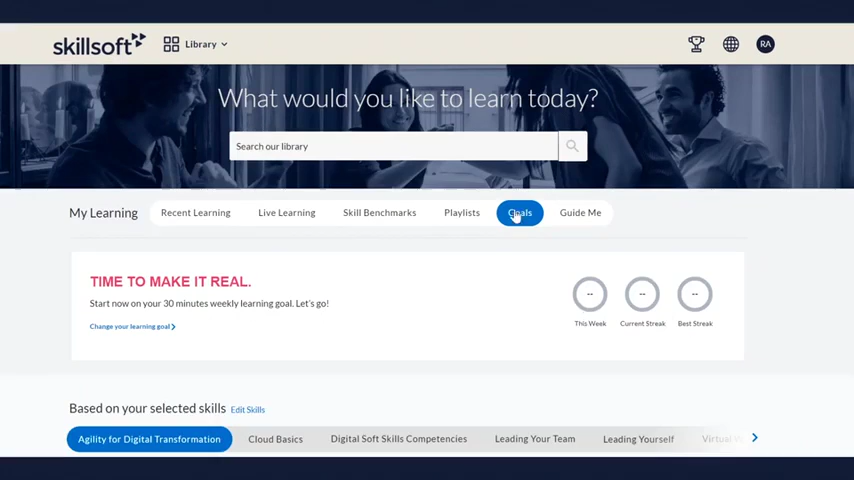 skillsoft
Library
RA
What would you like to learn today?
Search our library
My Learning
Recent Learning
Live Learning
Skill Benchmarks
Playlists
Goals
Guide Me
TIME TO MAKE IT REAL.
Start now on your 30 minutes weekly learning goal. Let's go!
Change your learning goal
-- -- --
This Week
Current Streak
Best Streak
Based on your selected skills Edit Skills
Agility for Digital Transformation
Cloud Basics
Digital Soft Skills Competencies
Leading Your Team
Leading Yourself